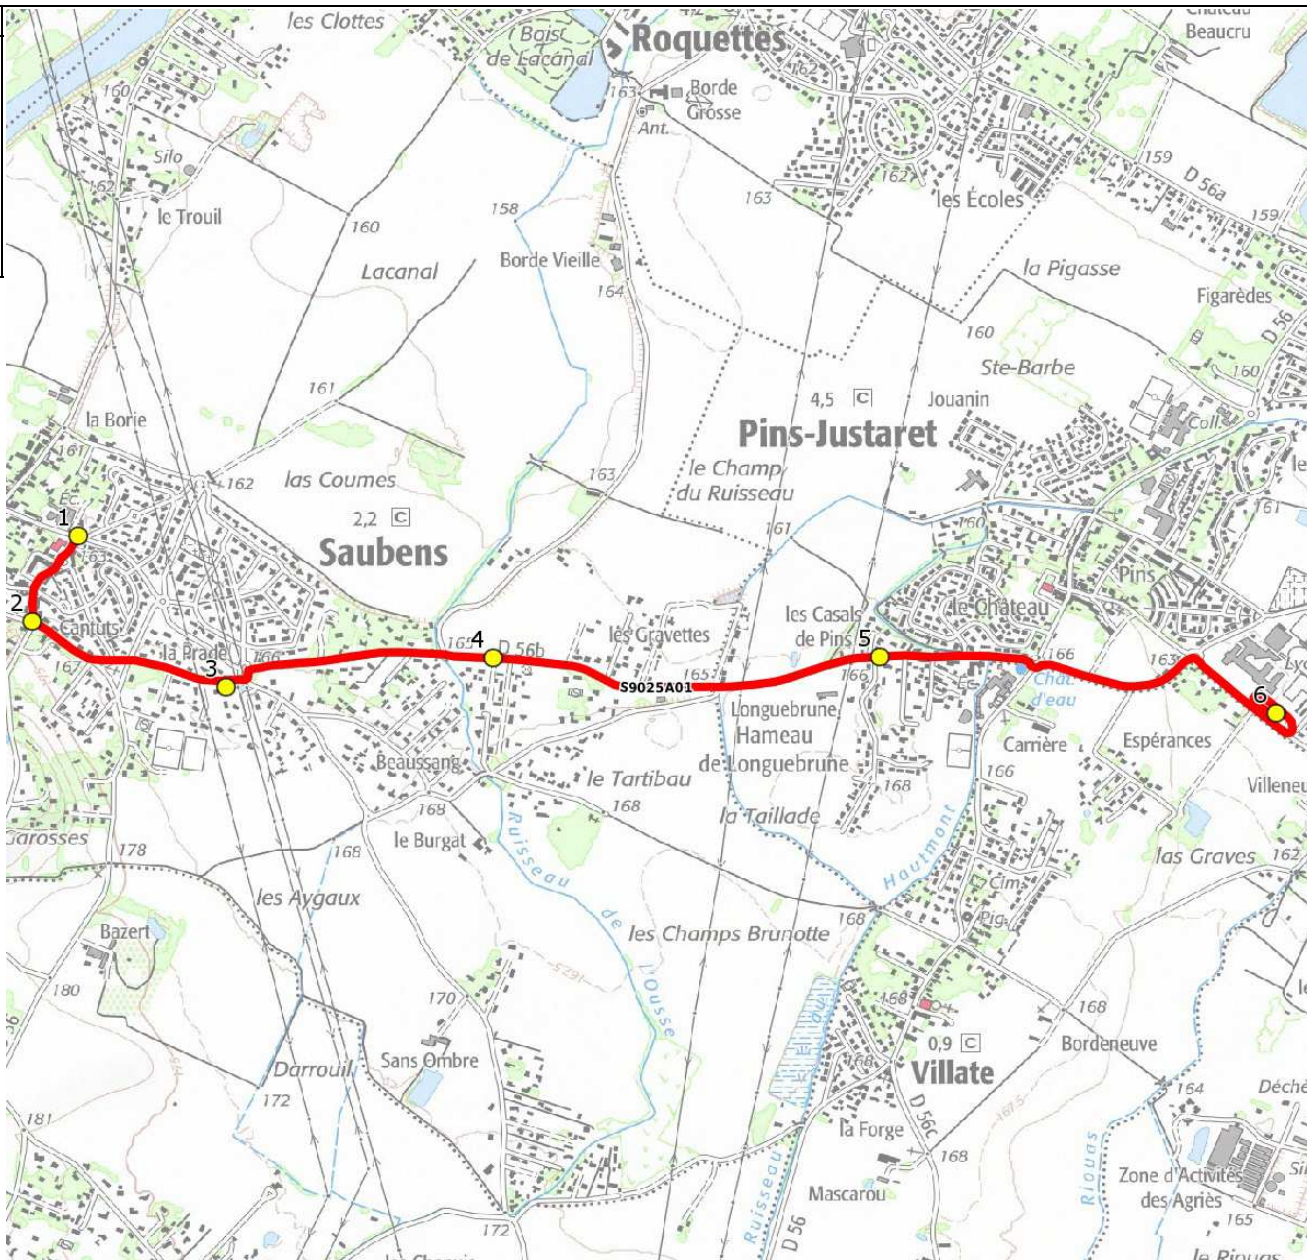 les Clottes
Baisr
de Lacanal
Roquettes
Beaucru
162
160
163
Borde
Grosse
Ant.
Silo
159
D 56a
162
le Trouil
162
les Écoles
163
158
159
160
Lacanal
Borde Vieille
la Pigasse
164
Figarèdes
D 56
160
Ste-Barbe
160
161
4,5 C
Jouanin
la Borie
Coll.
Pins-Justaret
161
163
le Champ
du Ruisseau
162
las Coumes
Éc.
2,2 C
1
161
160
161
Saubens
163
Pins
2
Cantuts
le Château
les Casals
de Pins
les Gravettes
la Prade
165
4
D 56b
5
167
166
166
163
3
S9025A01
165
166
Chât.
d'eau
6
Longuebrune
Hameau
de Longuebrune
Carrière
Espérances
Beaussang
le Tartibau
166
168
Villeneu
168
168
la Taillade
Garosses
178
le Burgat
168
las Graves
162
Ruisseau
de
l'Ousse
Hautmont
les Aygaux
Cim.
Bazert
les Champs Brunotte
168
Pig.
180
170
168
168
0,9 C
Bordeneuve
Sans Ombre
Darrouil
Villate
168
164
172
Déchè
181
D 56c
la Forge
168
Riouas
Zone d'Activités
des Agriès
Mascarou
Ruisseau
D 56
165
172
le Riouas